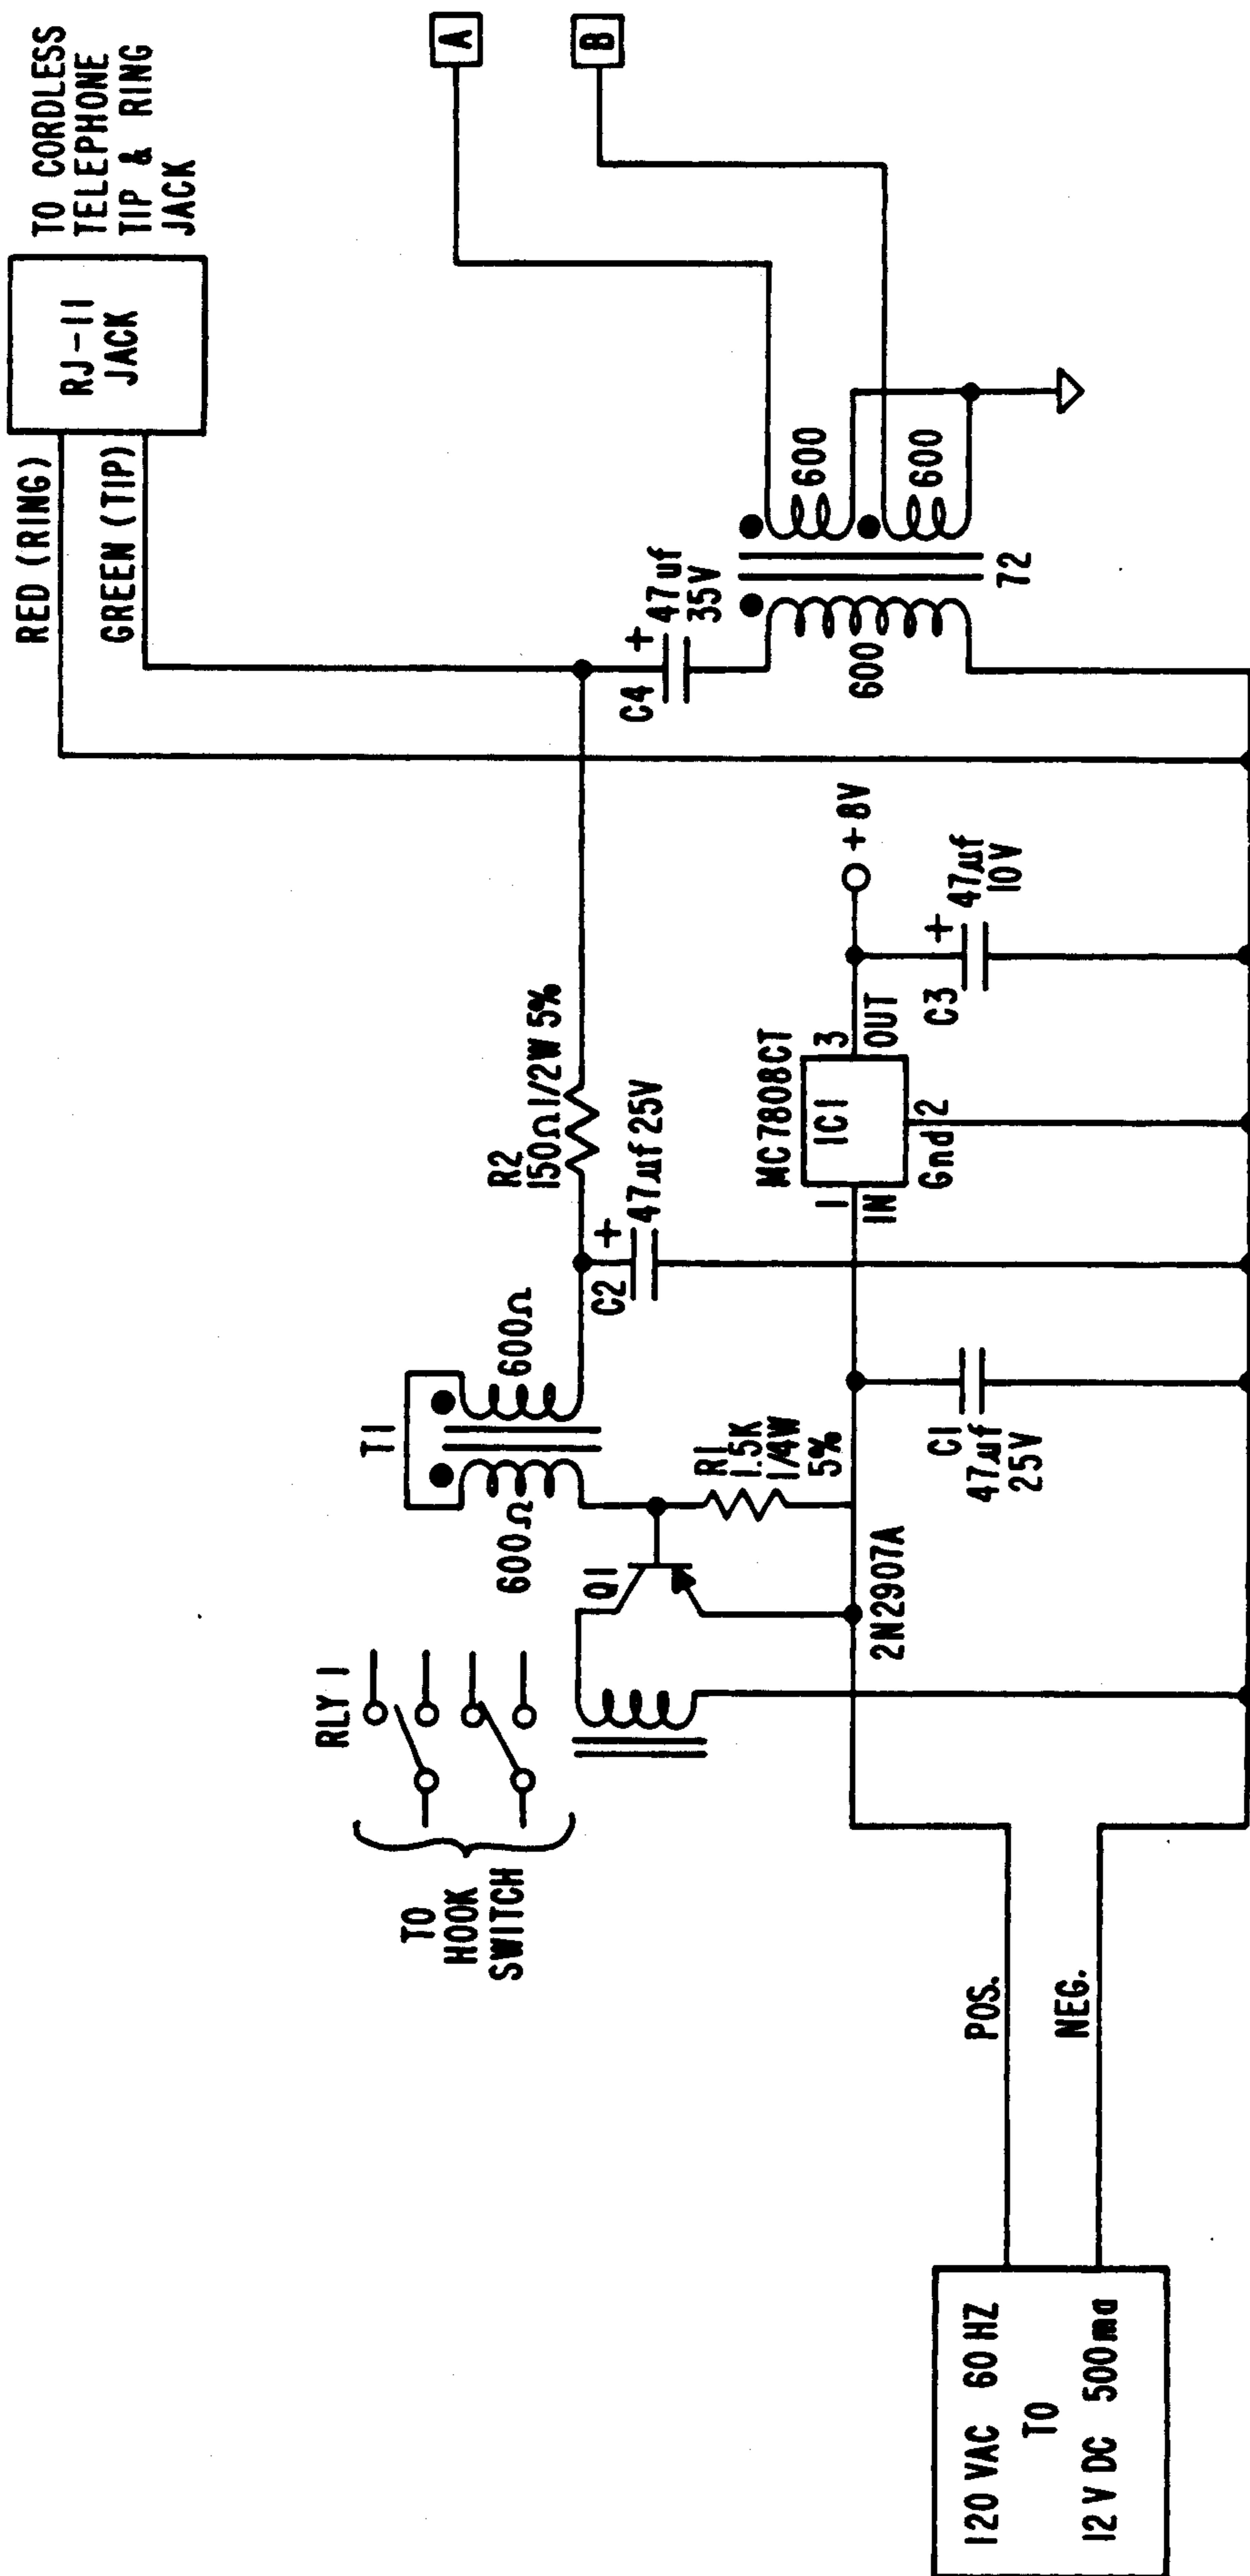 TO CORDLESS
TELEPHONE
TIP & RING
JACK
RJ-11
JACK
RED (RING)
GREEN (TIP)
A
B
RLY 1
TO
HOOK
SWITCH
T1
600Ω
600Ω
R2
150Ω 1/2W 5%
C2
+
47µf 25V
C4
+
47uf
35V
600
600
600
72
Q1
R1
1.5K
1/4W
5%
2N2907A
MC7808CT
IC1
1
IN
3
OUT
Gnd 2
+8V
C1
47µf
25V
C3
+
47µf
10V
POS.
NEG.
120 VAC 60 HZ
TO
12 V DC 500ma